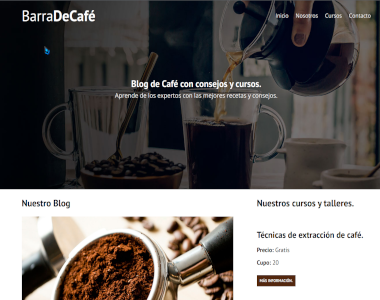 BarraDeCafé
Inicio Nosotros Cursos Contacto
Blog de Café con consejos y cursos.
Aprende de los expertos con las mejores recetas y consejos.
Nuestro Blog
Nuestros cursos y talleres.
Técnicas de extracción de café.
Precio: Gratis
Cupo: 20
MÁS INFORMACIÓN.